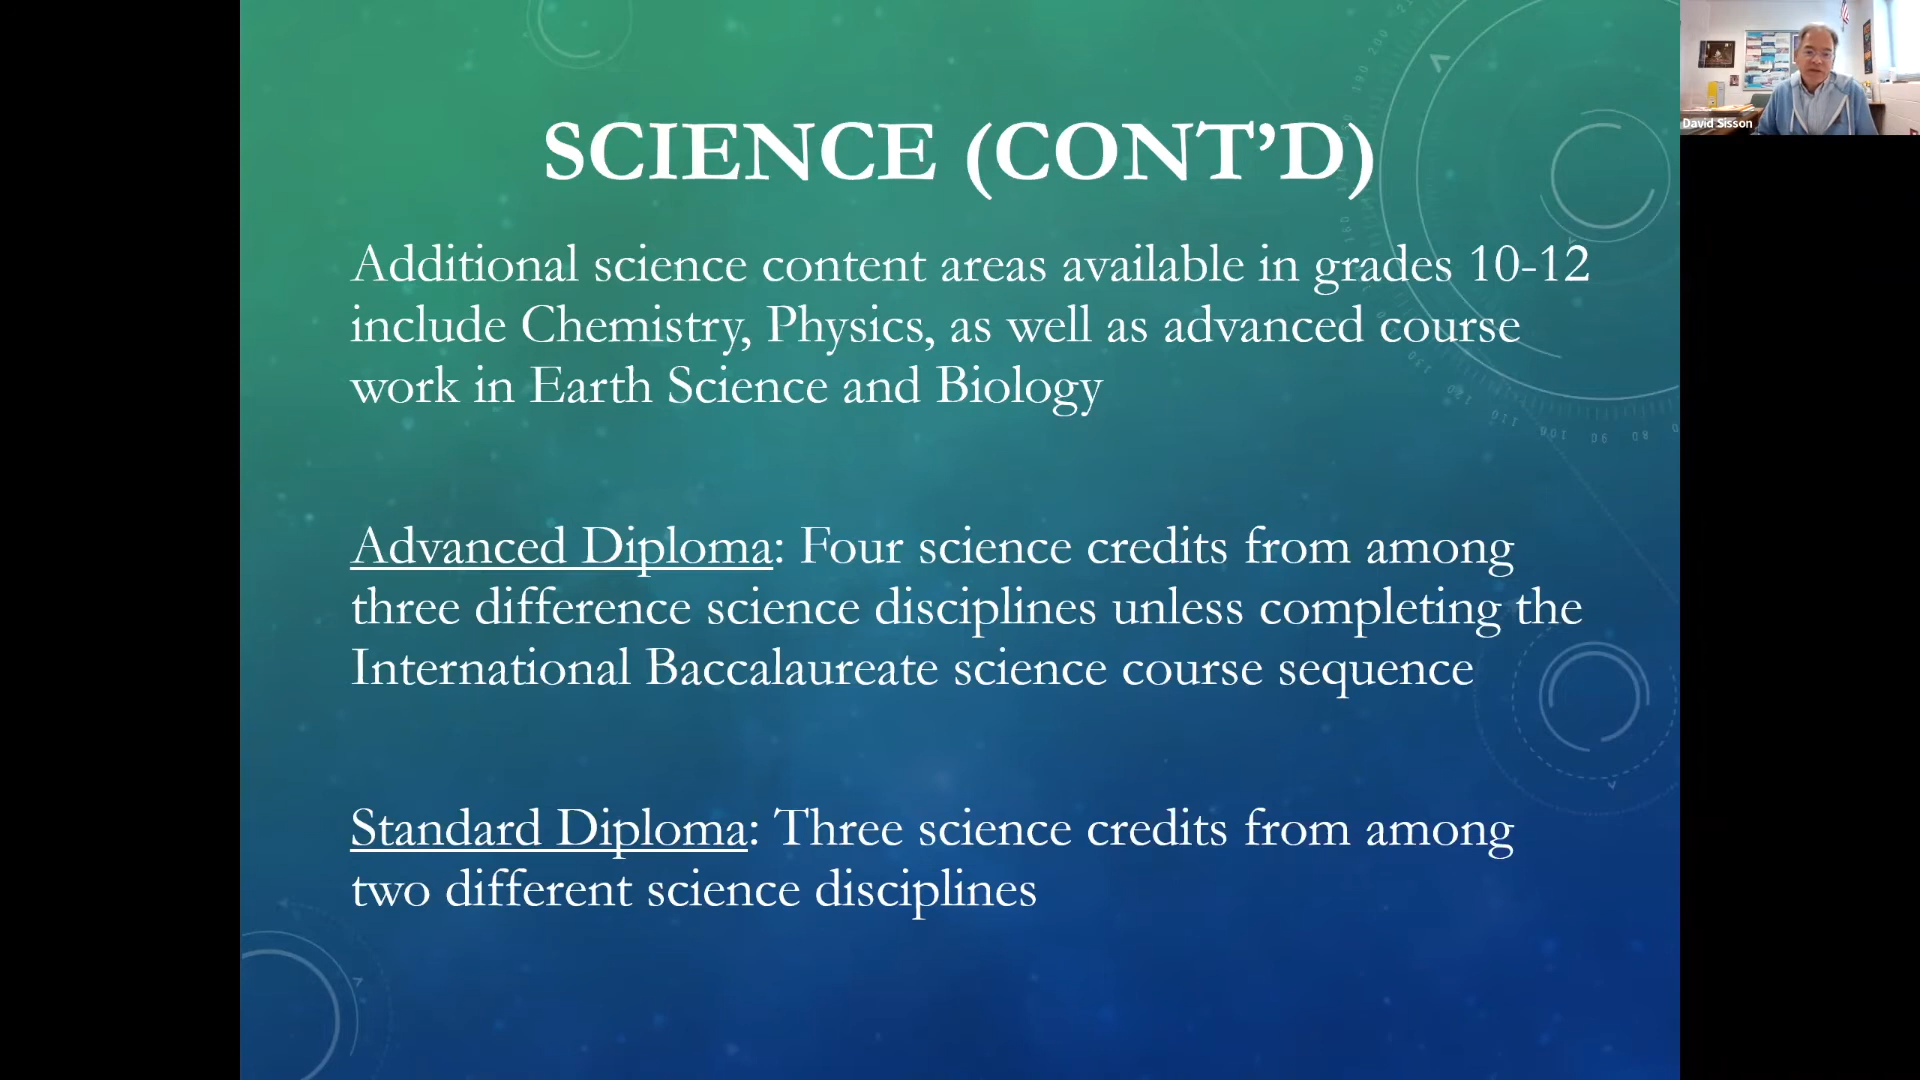 SCIENCE (CONT'D)
David Sisson
Additional science content areas available in grades 10-12
include Chemistry, Physics, as well as advanced course
work in Earth Science and Biology
Advanced Diploma: Four science credits from among
three difference science disciplines unless completing the
International Baccalaureate science course sequence
Standard Diploma: Three science credits from among
two different science disciplines